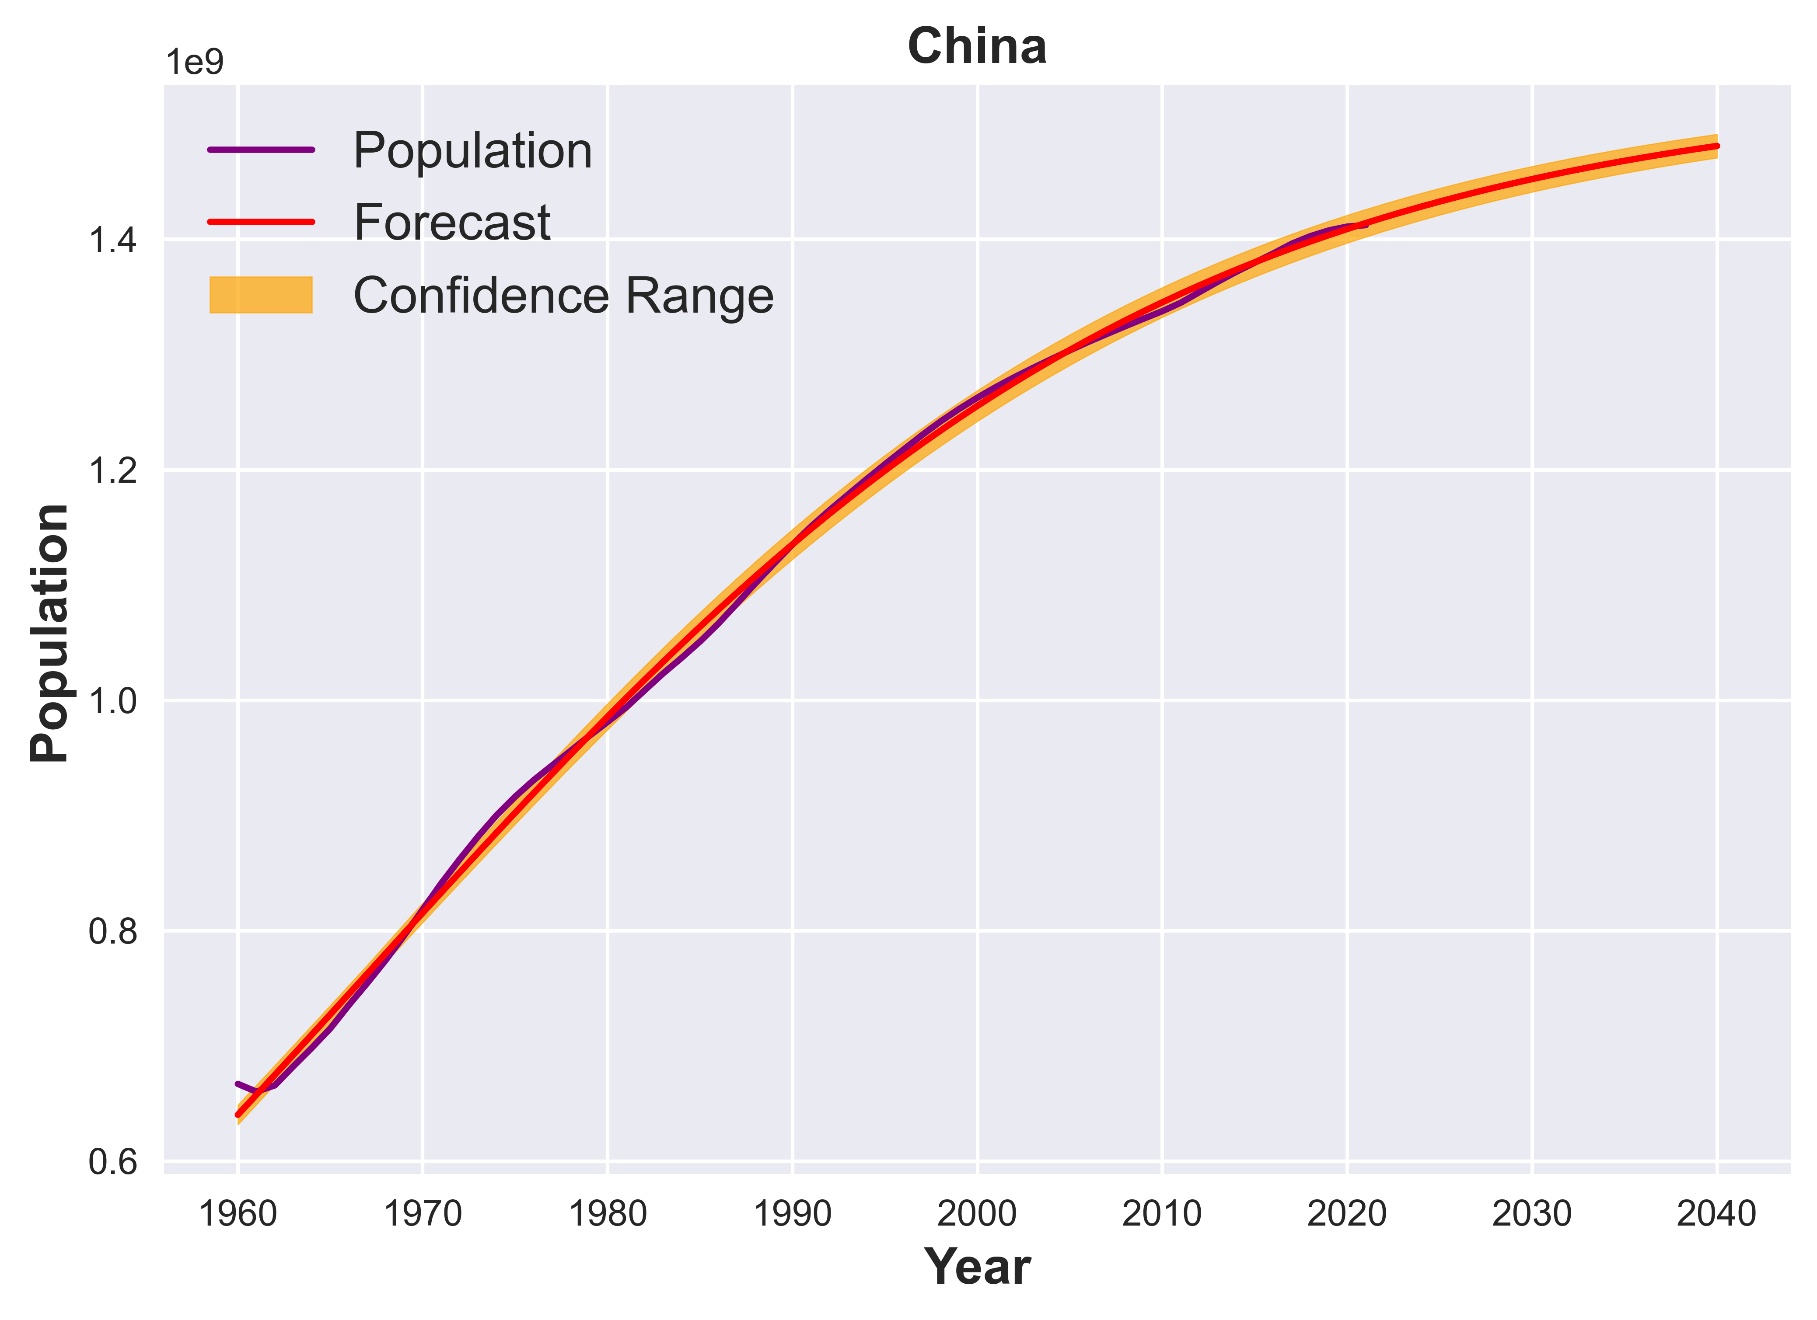 China
1e9
Population
Forecast
Confidence Range
1.4
1.2
1.0
0.8
0.6
Population
1960 1970 1980 1990 2000 2010 2020 2030 2040
Year